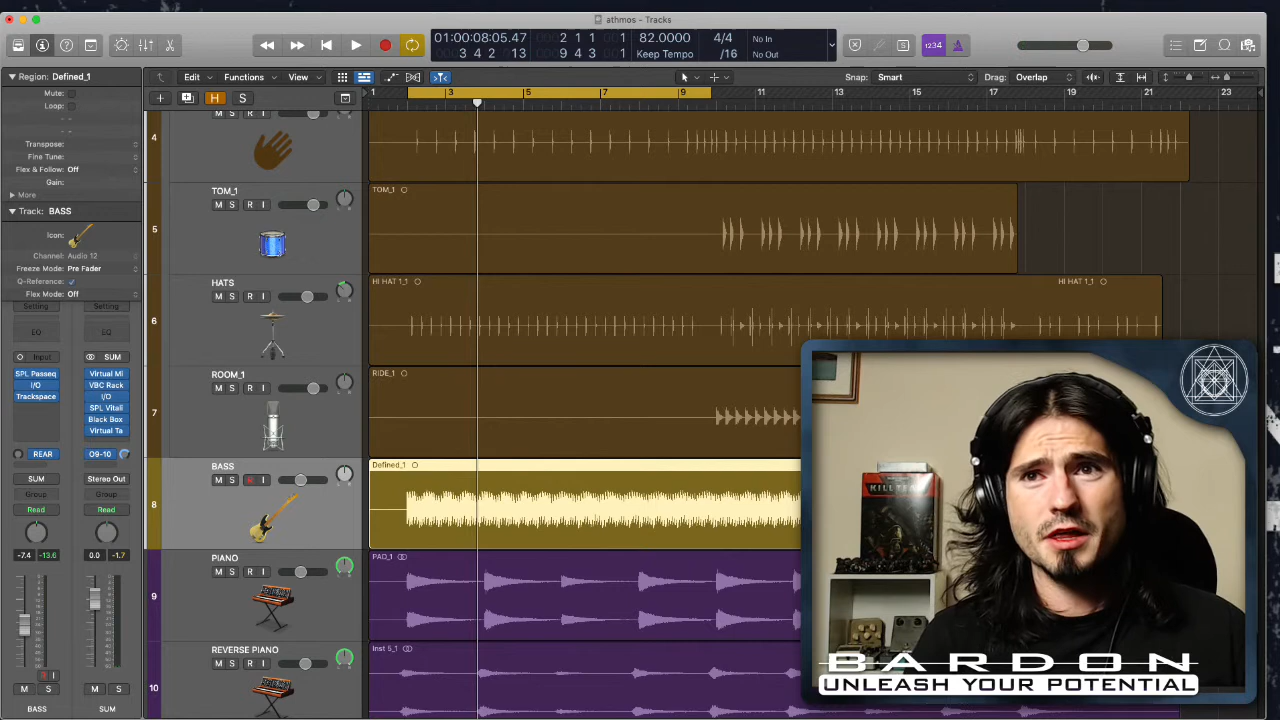 athmos - Tracks
01:00:08:05.47 2 1 1 1 82.0000 4/4 No In
3 4 2 13 9 4 3 1 Keep Tempo /16 No Out
1234
Region: Defined_1
Edit Functions View Snap: Smart Drag: Overlap
Mute:
Loop:
H S
1 3 5 7 9 11 13 15 17 19 21 23
Transpose:
Fine Tune:
Flex & Follow: Off
Gain:
More
Track: BASS
Icon:
Channel: Audio 12
Freeze Mode: Pre Fader
Q-Reference:
Flex Mode: Off
Setting Setting
EQ EQ
Input SUM
SPL Passeq Virtual Mi
I/O VBC Rack
Trackspace I/O
SPL Vitali
Black Box
Virtual Ta
REAR O9-10
SUM Stereo Out
Group Group
Read Read
-7.4 -13.6 0.0 -1.7
M S M S
BASS SUM
4 M S R I
5 TOM_1
M S R I
TOM_1
6 HATS
M S R I
HI HAT 1_1 HI HAT 1_1
7 ROOM_1
M S R I
RIDE_1
8 BASS
M S R I
Defined_1
9 PIANO
M S R I
PAD_1
10 REVERSE PIANO
M S R I
Inst 5_1
BARDON
UNLEASH YOUR POTENTIAL